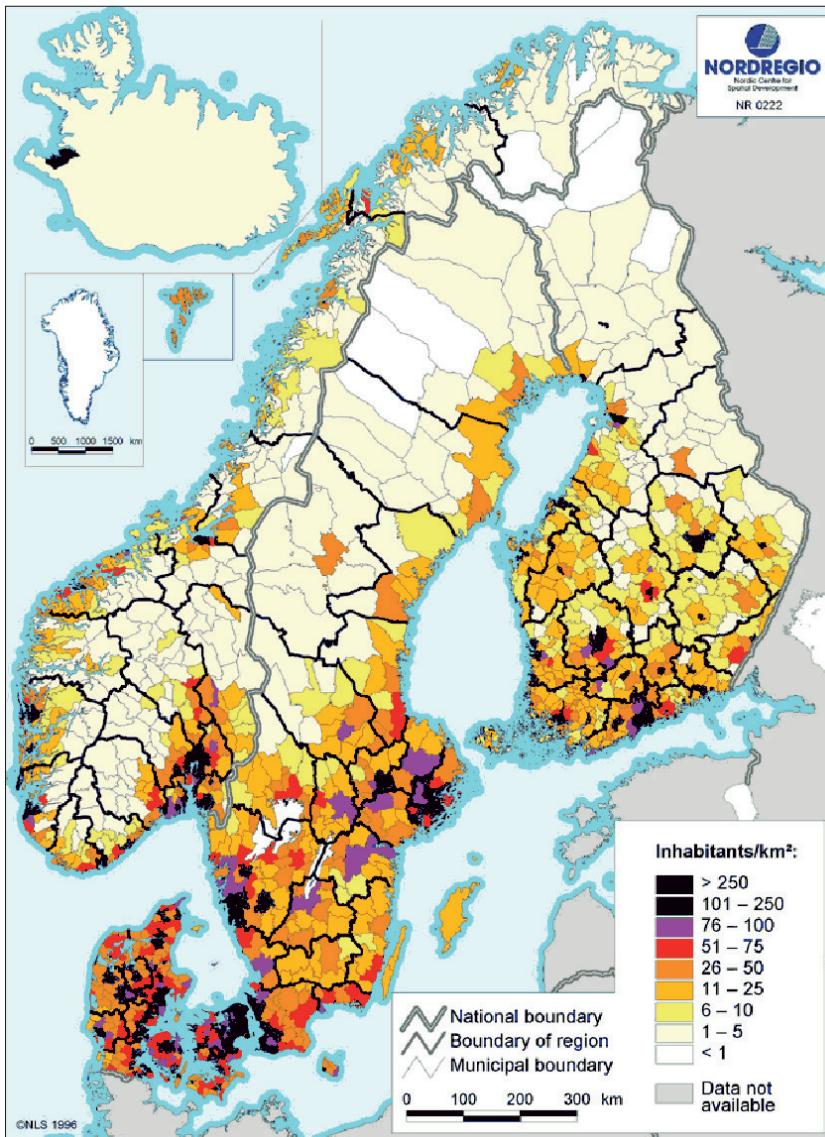 NORDREGIO
Nordic Centre for
Spatial Development
NR 0222
0 500 1000 1500 km
Inhabitants/km²:
> 250
101 – 250
76 – 100
51 – 75
26 – 50
11 – 25
6 – 10
1 – 5
< 1
Data not
available
National boundary
Boundary of region
Municipal boundary
0 100 200 300 km
©NLS 1996